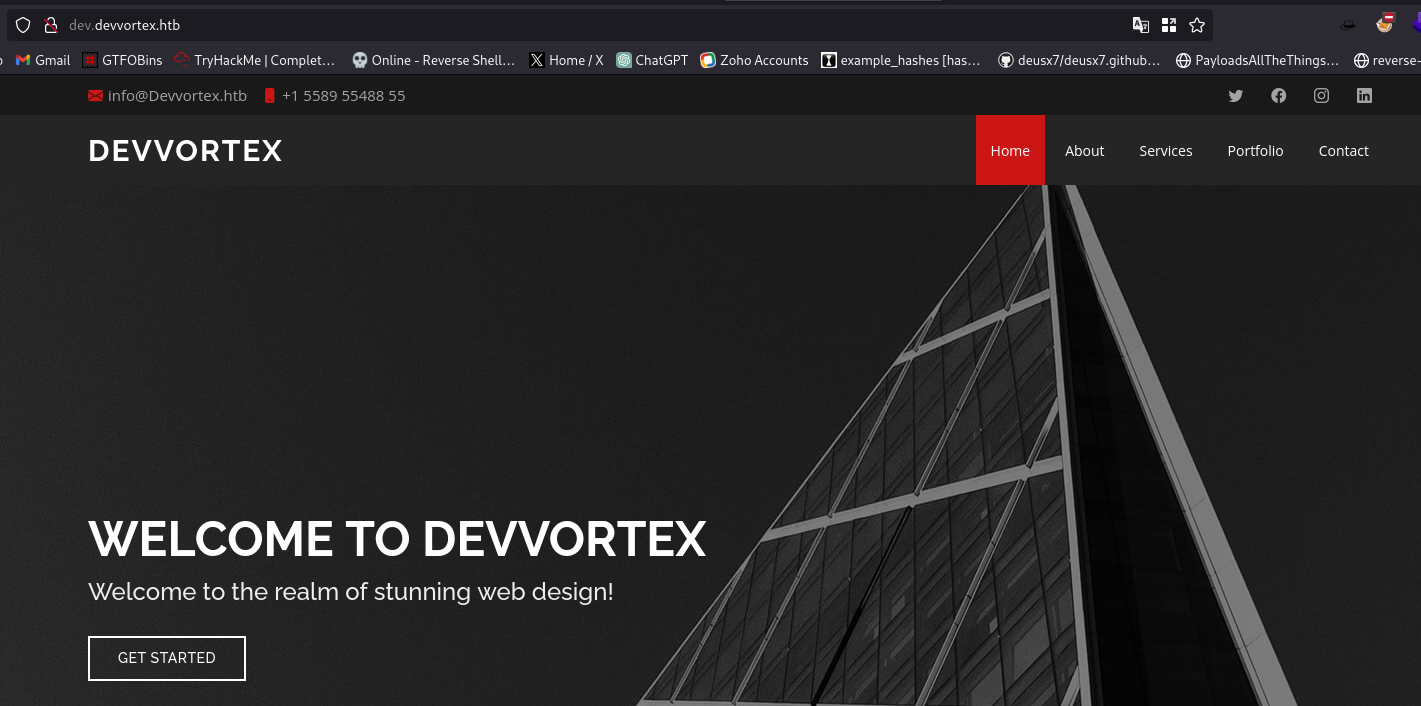 dev.devvortex.htb
Gmail GTFOBins TryHackMe | Complet… Online - Reverse Shell… Home / X ChatGPT Zoho Accounts example_hashes [has… deusx7/deusx7.github… PayloadsAllTheThings… reverse-
info@Devvortex.htb +1 5589 55488 55
DEVVORTEX Home About Services Portfolio Contact
WELCOME TO DEVVORTEX
Welcome to the realm of stunning web design!
GET STARTED